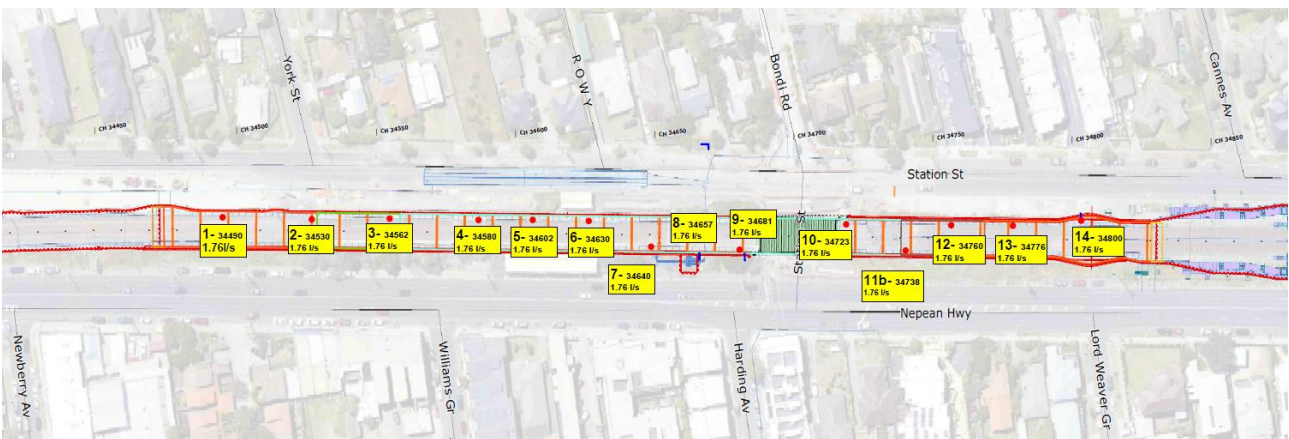 York St
R O W Y
Bondi Rd
Cannes Av
CH 34450
CH 34500
CH 34550
CH 34600
CH 34650
CH 34700
CH 34750
CH 34800
CH 34850
Station St
1- 34490
1.76l/s
2- 34530
1.76 l/s
3- 34562
1.76 l/s
4- 34580
1.76 l/s
5- 34602
1.76 l/s
6- 34630
1.76 l/s
7- 34640
1.76 l/s
8- 34657
1.76 l/s
9- 34681
1.76 l/s
10- 34723
1.76 l/s
11b- 34738
1.76 l/s
12- 34760
1.76 l/s
13- 34776
1.76 l/s
14- 34800
1.76 l/s
Nepean Hwy
Newberry Av
Williams Gr
Harding Av
Lord Weaver Gr